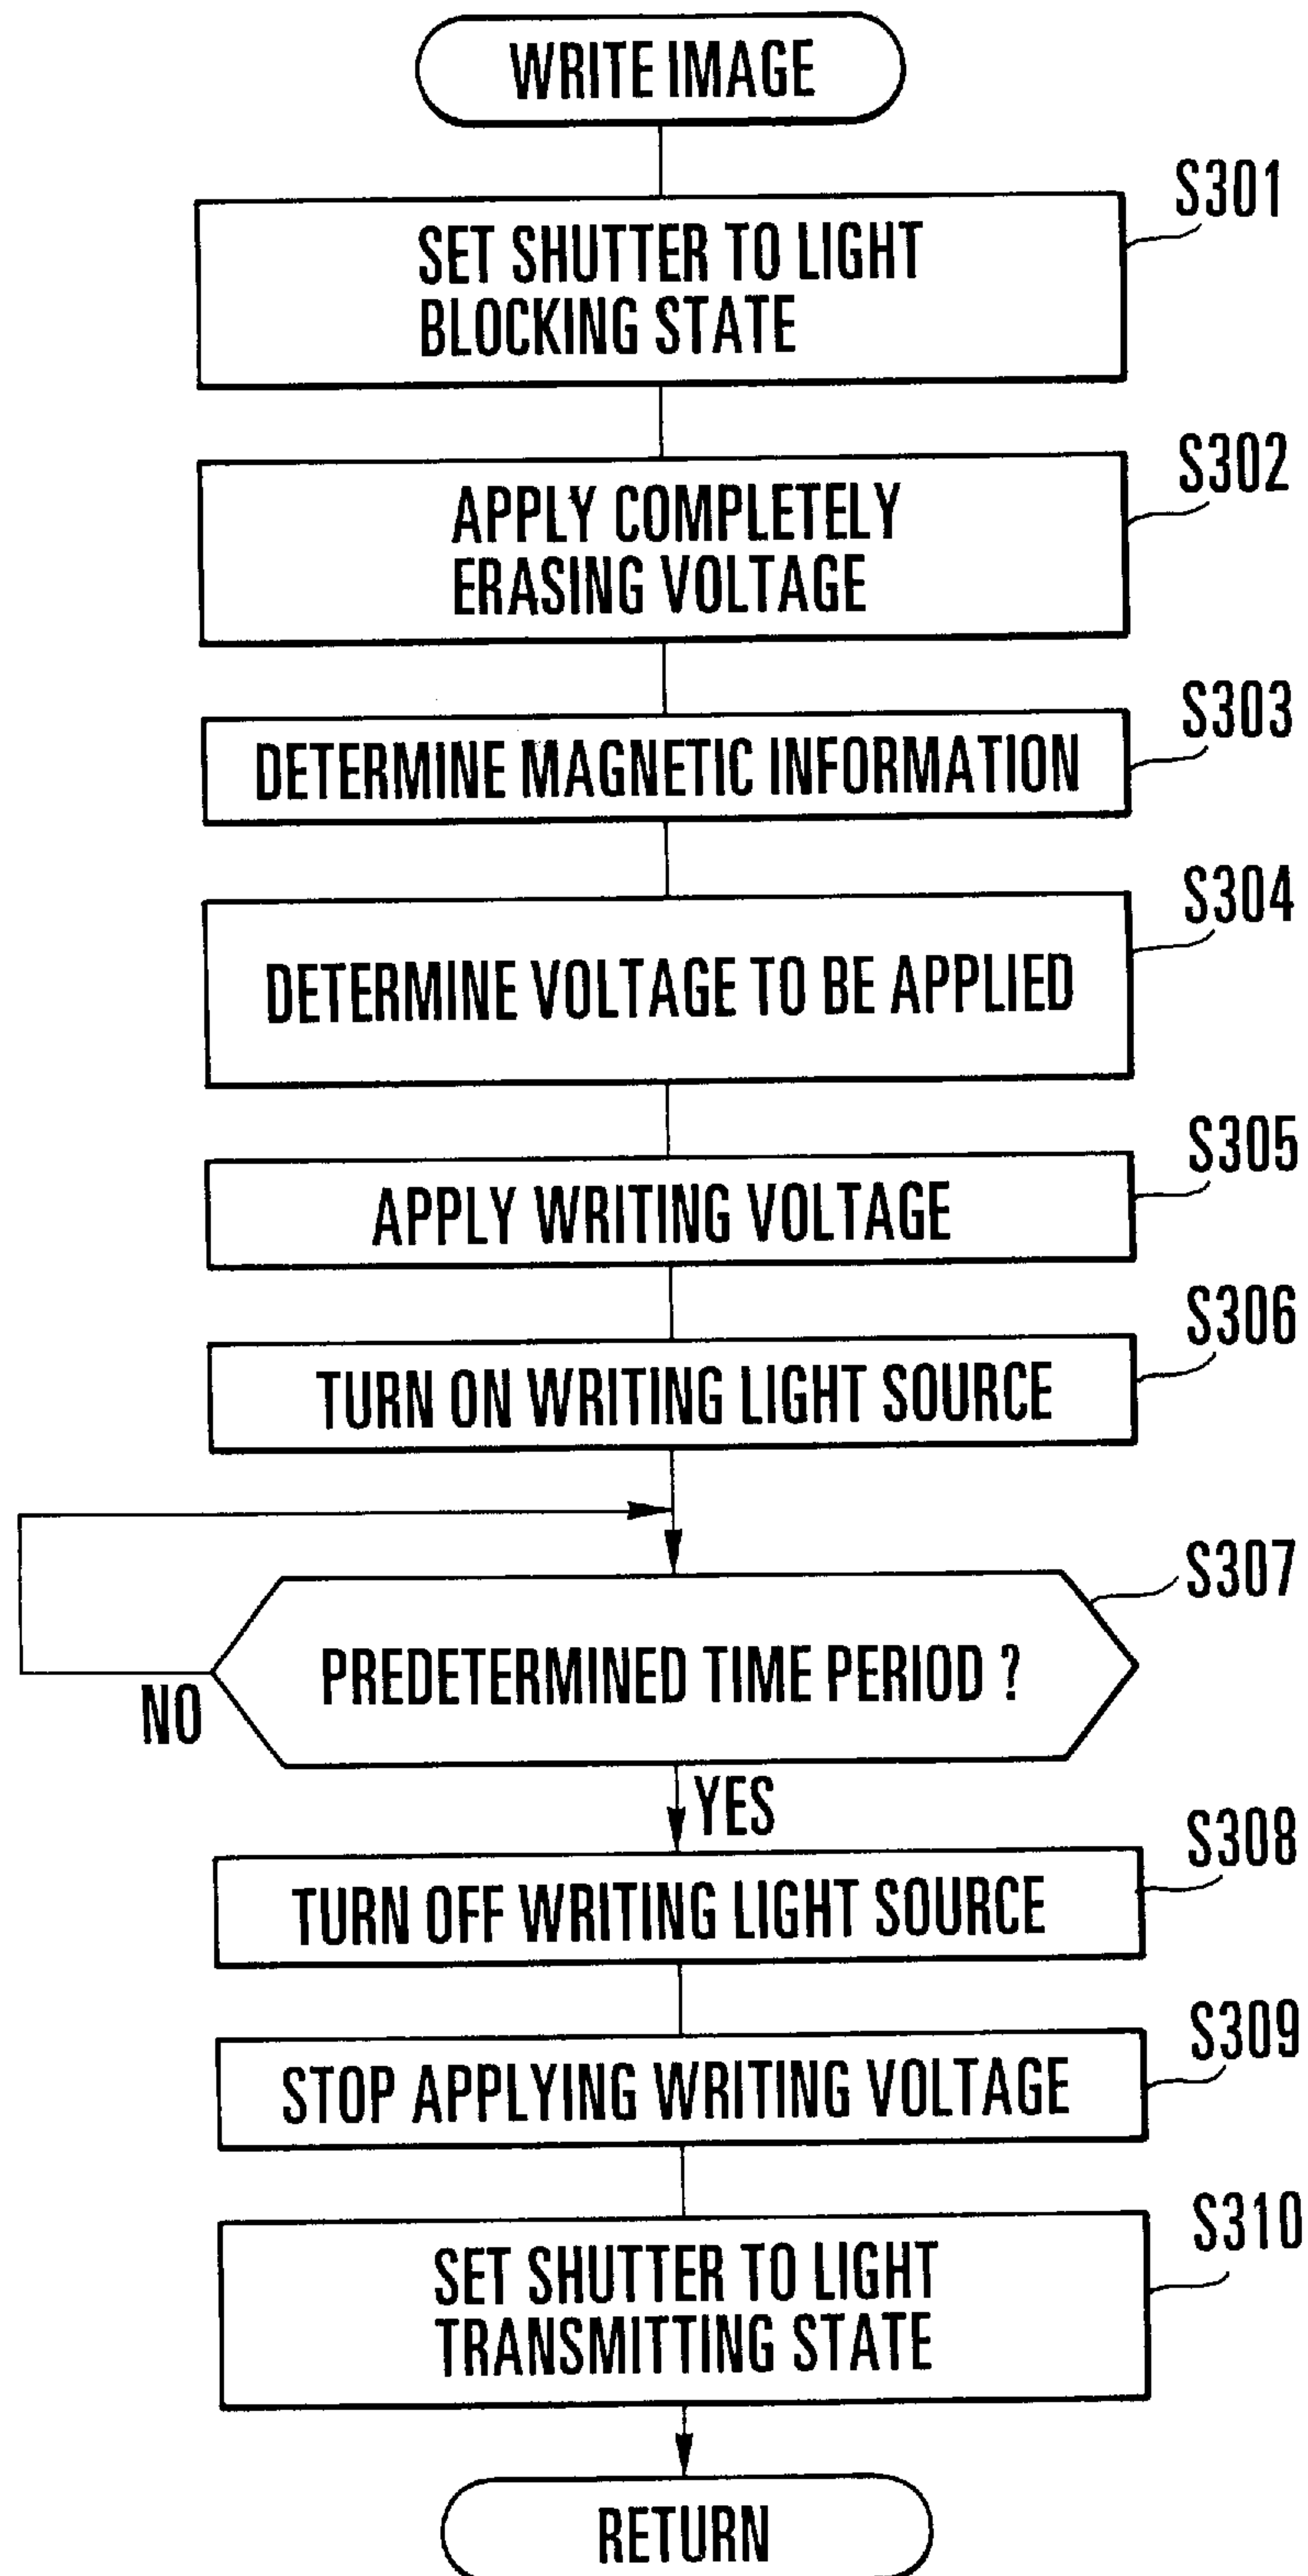 WRITE IMAGE
S301
SET SHUTTER TO LIGHT
BLOCKING STATE
S302
APPLY COMPLETELY
ERASING VOLTAGE
S303
DETERMINE MAGNETIC INFORMATION
S304
DETERMINE VOLTAGE TO BE APPLIED
S305
APPLY WRITING VOLTAGE
S306
TURN ON WRITING LIGHT SOURCE
S307
PREDETERMINED TIME PERIOD ?
NO
YES
S308
TURN OFF WRITING LIGHT SOURCE
S309
STOP APPLYING WRITING VOLTAGE
S310
SET SHUTTER TO LIGHT
TRANSMITTING STATE
RETURN